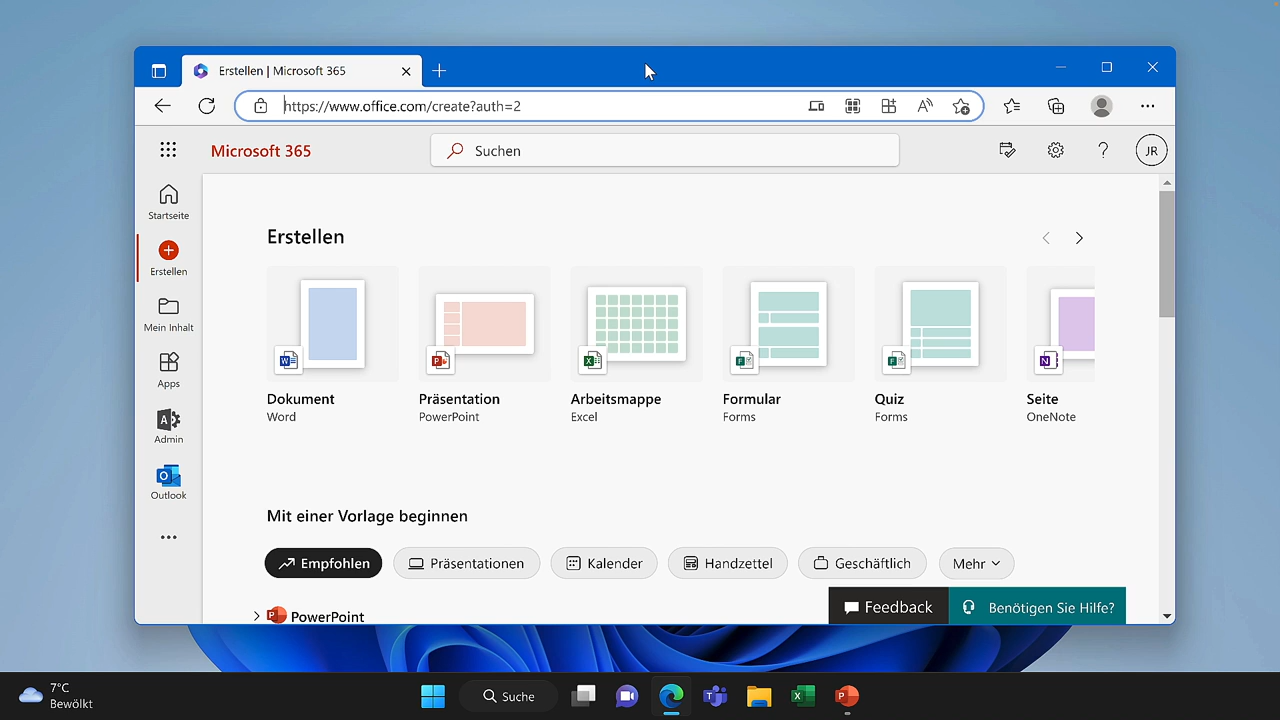 Erstellen | Microsoft 365
https://www.office.com/create?auth=2
Microsoft 365
Suchen
JR
Startseite
Erstellen
Mein Inhalt
Apps
Admin
Outlook
Erstellen
Dokument
Word
Präsentation
PowerPoint
Arbeitsmappe
Excel
Formular
Forms
Quiz
Forms
Seite
OneNote
Mit einer Vorlage beginnen
Empfohlen
Präsentationen
Kalender
Handzettel
Geschäftlich
Mehr
PowerPoint
Feedback
Benötigen Sie Hilfe?
7°C
Bewölkt
Suche